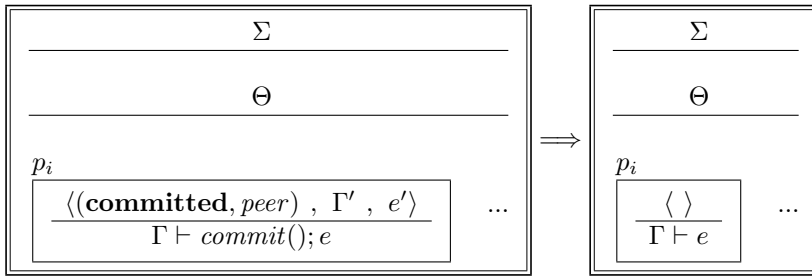 Σ Σ
Θ ⟹ Θ
p_i p_i
⟨(committed, peer) , Γ′ , e′⟩ ... ⟨ ⟩ ...
Γ ⊢ commit(); e Γ ⊢ e